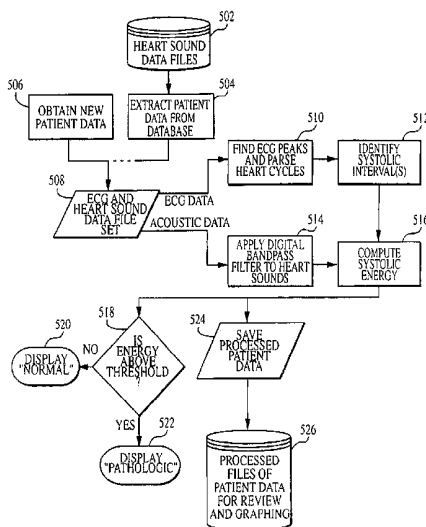 502
HEART SOUND
DATA FILES
506
504
OBTAIN NEW
PATIENT DATA
EXTRACT PATIENT
DATA FROM
DATABASE
510
512
FIND ECG PEAKS
AND PARSE
HEART CYCLES
IDENTIFY
SYSTOLIC
INTERVAL(S)
508
ECG AND
HEART SOUND
DATA FILE
SET
ECG DATA
ACOUSTIC DATA
514
516
APPLY DIGITAL
BANDPASS
FILTER TO HEART
SOUNDS
COMPUTE
SYSTOLIC
ENERGY
518
520
524
IS
ENERGY
ABOVE
THRESHOLD
NO
DISPLAY
"NORMAL"
SAVE
PROCESSED
PATIENT
DATA
YES
522
DISPLAY
"PATHOLOGIC"
526
PROCESSED
FILES OF
PATIENT DATA
FOR REVIEW
AND GRAPHING